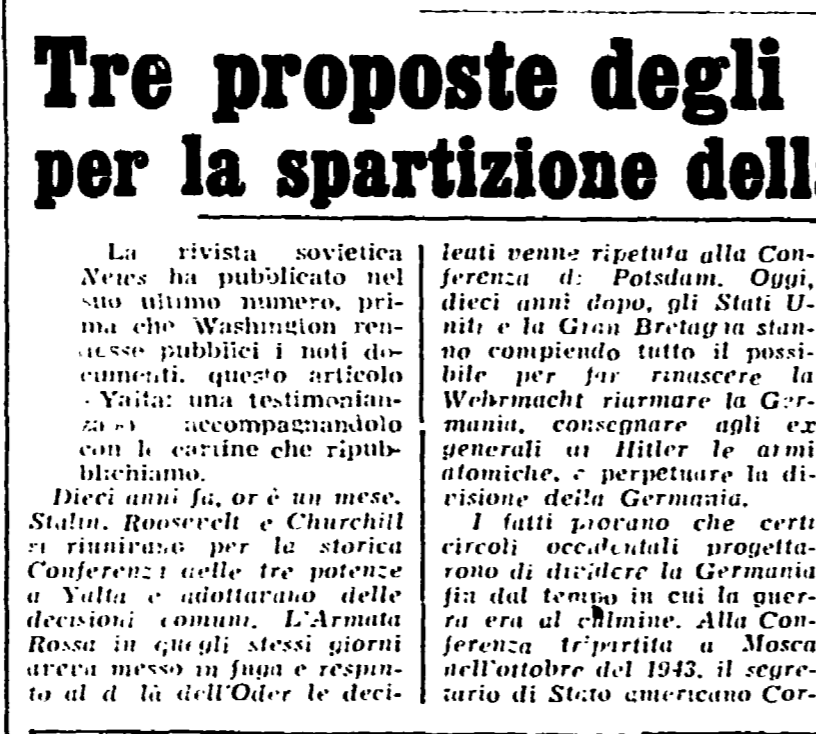 Tre proposte degli
per la spartizione dell
La rivista sovietica
News ha pubblicato nel
suo ultimo numero, pri-
ma che Washington ren-
desse pubblici i noti do-
cumenti, questo articolo
Yalta: una testimonian-
za accompagnandolo
con le cartine che ripub-
blichiamo.
Dieci anni fa, or è un mese,
Stalin, Roosevelt e Churchill
si riunirono per la storica
Conferenza delle tre potenze
a Yalta e adottarano delle
decisioni comuni. L'Armata
Rossa in quegli stessi giorni
aveva messo in fuga e respin-
to al di là dell'Oder le deci-
leati venne ripetuta alla Con-
ferenza di Potsdam. Oggi,
dieci anni dopo, gli Stati U-
niti e la Gran Bretagna stan-
no compiendo tutto il possi-
bile per far rinascere la
Wehrmacht riarmare la Ger-
mania, consegnare agli ex
generali di Hitler le armi
atomiche, e perpetuare la di-
visione della Germania.
I fatti provano che certi
circoli occidentali progetta-
rono di dividere la Germania
fin dal tempo in cui la guer-
ra era al culmine. Alla Con-
ferenza tripartita a Mosca
nell'ottobre del 1943, il segre-
tario di Stato americano Cor-